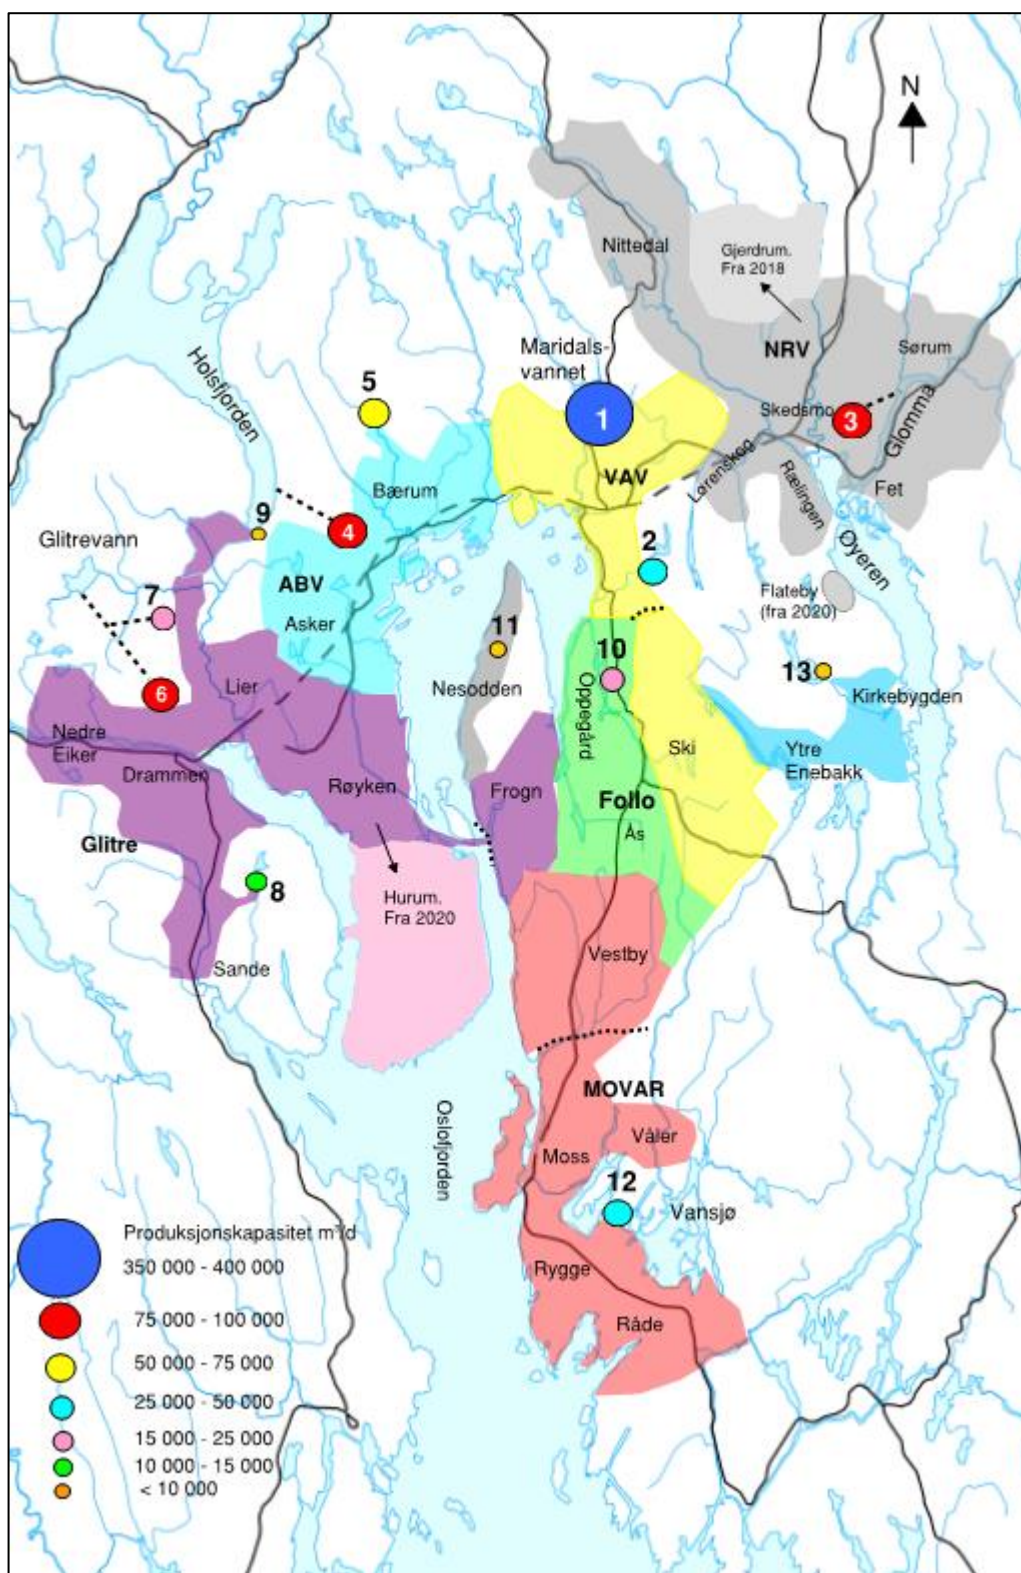 N
Nittedal
Gjerdrum.
Fra 2018
Maridals-
vannet
NRV
Sørum
Holsfjorden
5
1
Skedsmo
3
Glomma
VAV
Lørenskog
Bærum
Rælingen
Fet
9
4
Glitrevann
2
Øyeren
7
ABV
Flateby
(fra 2020)
Asker
11
10
13
6
Lier
Nesodden
Oppegård
Kirkebygden
Nedre
Eiker
Ski
Ytre
Enebakk
Drammen
Røyken
Frogn
Follo
Ås
Glitre
8
Hurum.
Fra 2020
Vestby
Sande
MOVAR
Oslofjorden
Våler
Moss
12
Vansjø
Rygge
Råde
Produksjonskapasitet m³/d
350 000 - 400 000
75 000 - 100 000
50 000 - 75 000
25 000 - 50 000
15 000 - 25 000
10 000 - 15 000
< 10 000